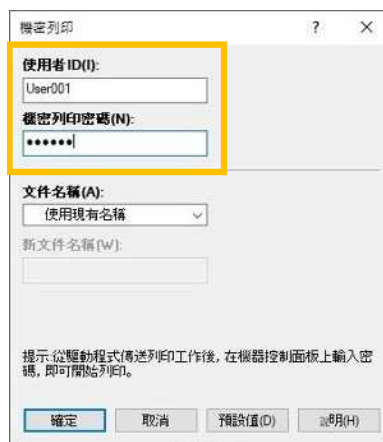 機密列印 ? ×
使用者ID(I):
User001
機密列印密碼(N):
••••••
文件名稱(A):
使用現有名稱
新文件名稱(W):
提示:從驅動程式傳送列印工作後, 在機器控制面板上輸入密
碼, 即可開始列印。
確定 取消 預設值(D) 說明(H)